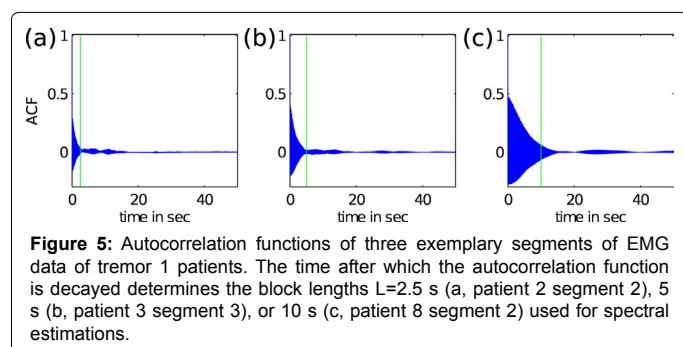 (a) 1 (b) 1 (c) 1
0.5 0.5 0.5
ACF
0 0 0
0 20 40 0 20 40 0 20 40
time in sec time in sec time in sec
Figure 5: Autocorrelation functions of three exemplary segments of EMG
data of tremor 1 patients. The time after which the autocorrelation function
is decayed determines the block lengths L=2.5 s (a, patient 2 segment 2), 5
s (b, patient 3 segment 3), or 10 s (c, patient 8 segment 2) used for spectral
estimations.